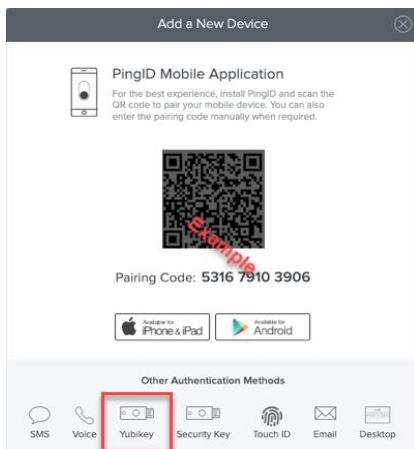 Add a New Device
PingID Mobile Application
For the best experience, install PingID and scan the
QR code to pair your mobile device. You can also
enter the pairing code manually when required.
Example
Pairing Code: 5316 7910 3906
Available for
iPhone & iPad
Available for
Android
Other Authentication Methods
SMS Voice Yubikey Security Key Touch ID Email Desktop